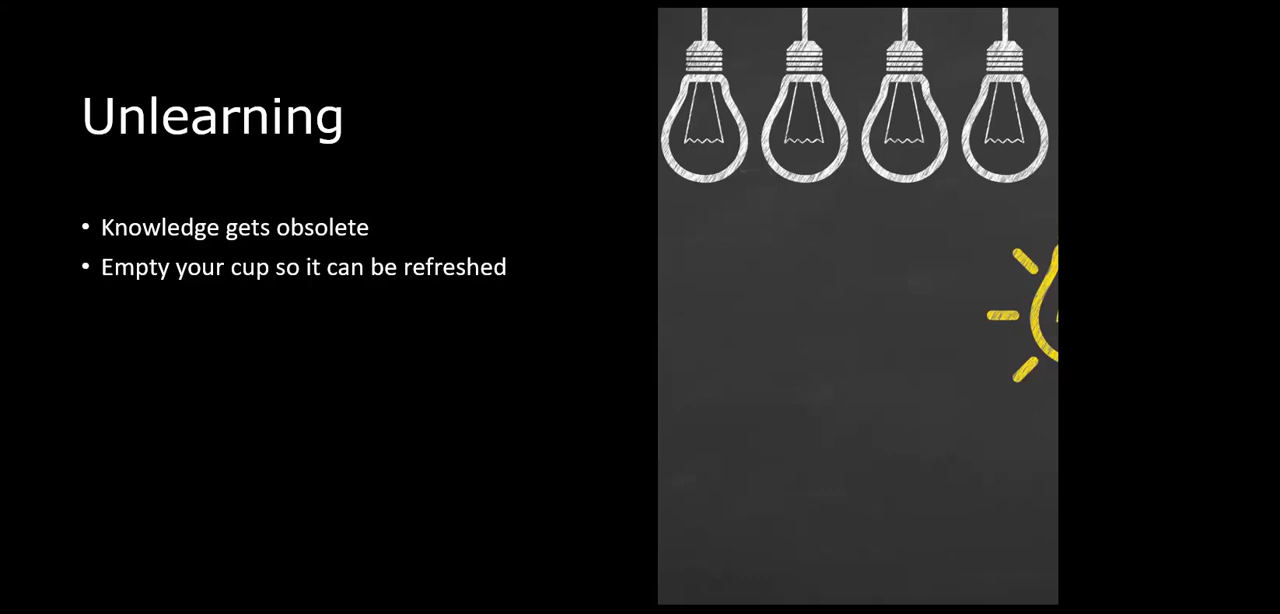 Unlearning
• Knowledge gets obsolete
• Empty your cup so it can be refreshed